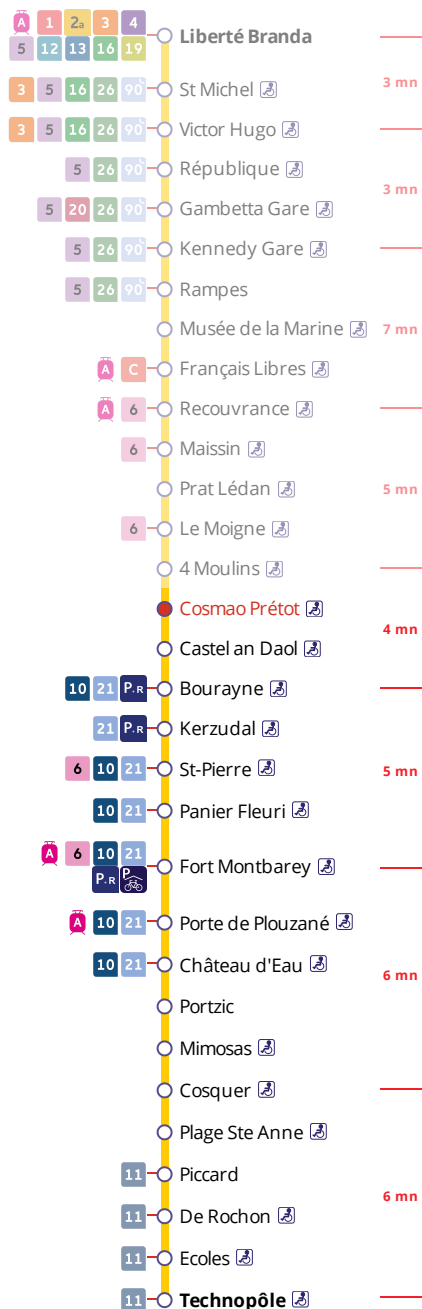 A 1 2a 3 4
5 12 13 16 19
Liberté Branda
3 mn
3 5 16 26 90 St Michel
3 5 16 26 90 Victor Hugo
5 26 90 République
3 mn
5 20 26 90 Gambetta Gare
5 26 90 Kennedy Gare
5 26 90 Rampes
Musée de la Marine 7 mn
A C Français Libres
A 6 Recouvrance
6 Maissin
Prat Lédan 5 mn
6 Le Moigne
4 Moulins
Cosmao Prétot
4 mn
Castel an Daol
10 21 P+R Bourayne
21 P+R Kerzudal
6 10 21 St-Pierre 5 mn
10 21 Panier Fleuri
A 6 10 21
P+R P
Fort Montbarey
A 10 21 Porte de Plouzané
10 21 Château d'Eau
6 mn
Portzic
Mimosas
Cosquer
Plage Ste Anne
11 Piccard
6 mn
11 De Rochon
11 Ecoles
11 Technopôle